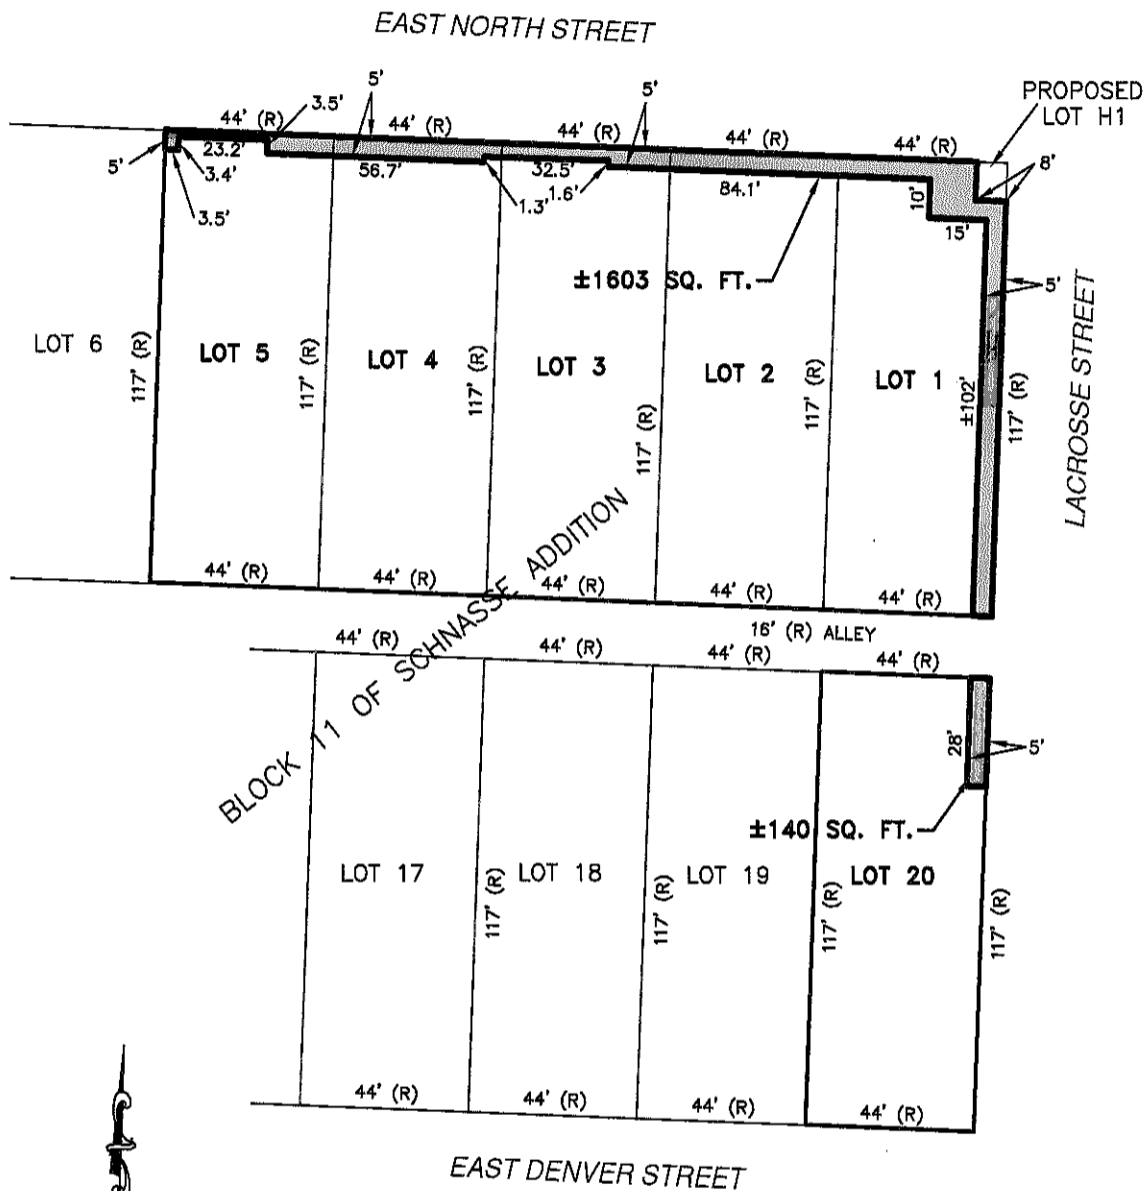 EAST NORTH STREET
PROPOSED
LOT H1
5'
5'
3.5'
44' (R)
44' (R)
44' (R)
44' (R)
44' (R)
8'
5'
23.2'
3.4'
3.5'
56.7'
1.3'
32.5'
1.6'
84.1'
10'
15'
±1603 SQ. FT.
5'
LACROSSE STREET
LOT 6
117' (R)
LOT 5
117' (R)
LOT 4
117' (R)
LOT 3
117' (R)
LOT 2
117' (R)
LOT 1
±102'
117' (R)
44' (R)
44' (R)
44' (R)
44' (R)
44' (R)
16' (R) ALLEY
BLOCK 11 OF SCHNASSE ADDITION
44' (R)
44' (R)
44' (R)
44' (R)
28'
5'
±140 SQ. FT.
LOT 17
117' (R)
LOT 18
117' (R)
LOT 19
117' (R)
LOT 20
117' (R)
44' (R)
44' (R)
44' (R)
44' (R)
EAST DENVER STREET